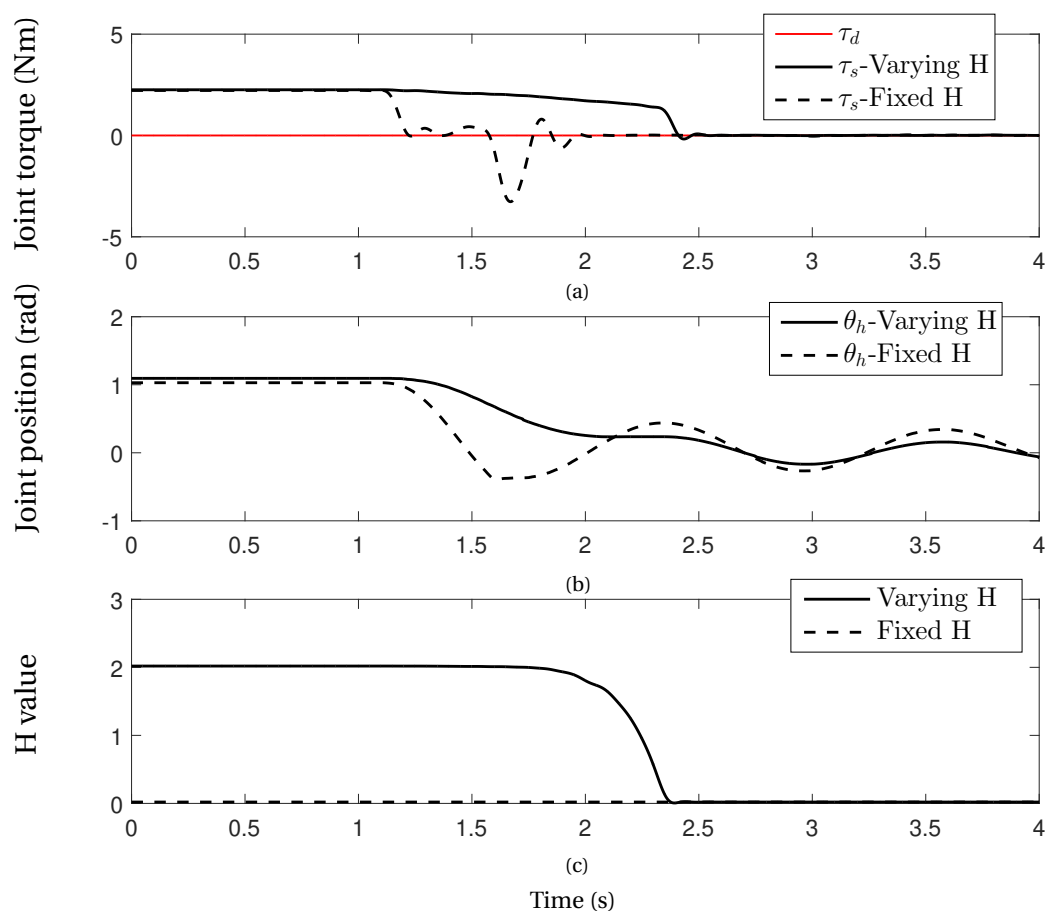 Joint torque (Nm)
5
0
-5
τ_d
τ_s-Varying H
τ_s-Fixed H
0 0.5 1 1.5 2 2.5 3 3.5 4
(a)
Joint position (rad)
2
1
0
-1
θ_h-Varying H
θ_h-Fixed H
0 0.5 1 1.5 2 2.5 3 3.5 4
(b)
H value
3
2
1
0
Varying H
Fixed H
0 0.5 1 1.5 2 2.5 3 3.5 4
(c)
Time (s)